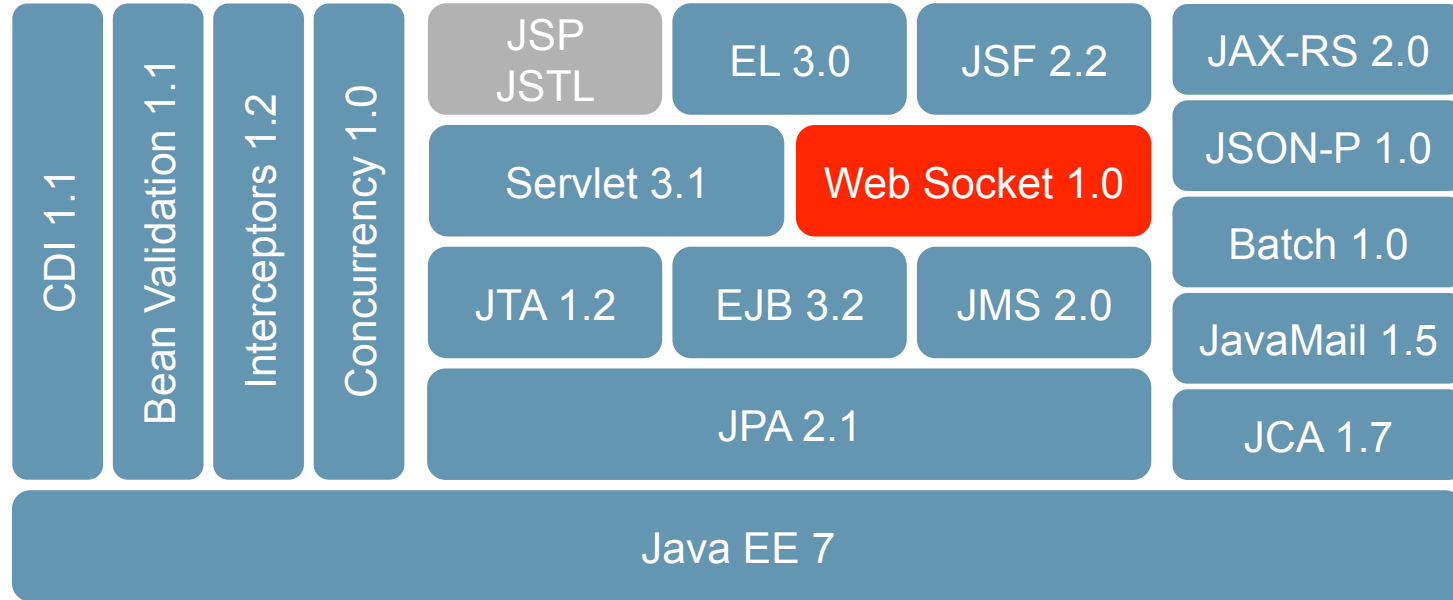 CDI 1.1
Bean Validation 1.1
Interceptors 1.2
Concurrency 1.0
JSP
JSTL
EL 3.0
JSF 2.2
Servlet 3.1
Web Socket 1.0
JTA 1.2
EJB 3.2
JMS 2.0
JPA 2.1
JAX-RS 2.0
JSON-P 1.0
Batch 1.0
JavaMail 1.5
JCA 1.7
Java EE 7